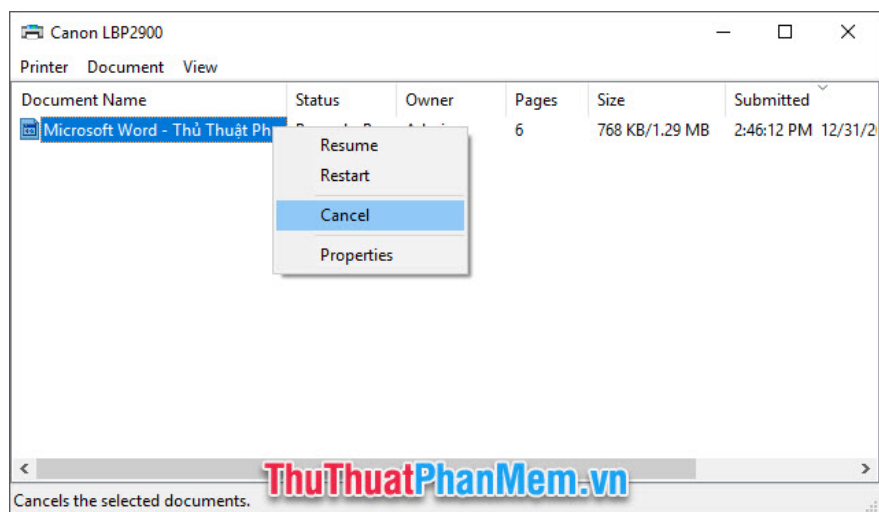 Canon LBP2900
Printer Document View
Document Name Status Owner Pages Size Submitted
Microsoft Word - Thủ Thuật Ph 6 768 KB/1.29 MB 2:46:12 PM 12/31/2
Resume
Restart
Cancel
Properties
ThuThuatPhanMem.vn
Cancels the selected documents.